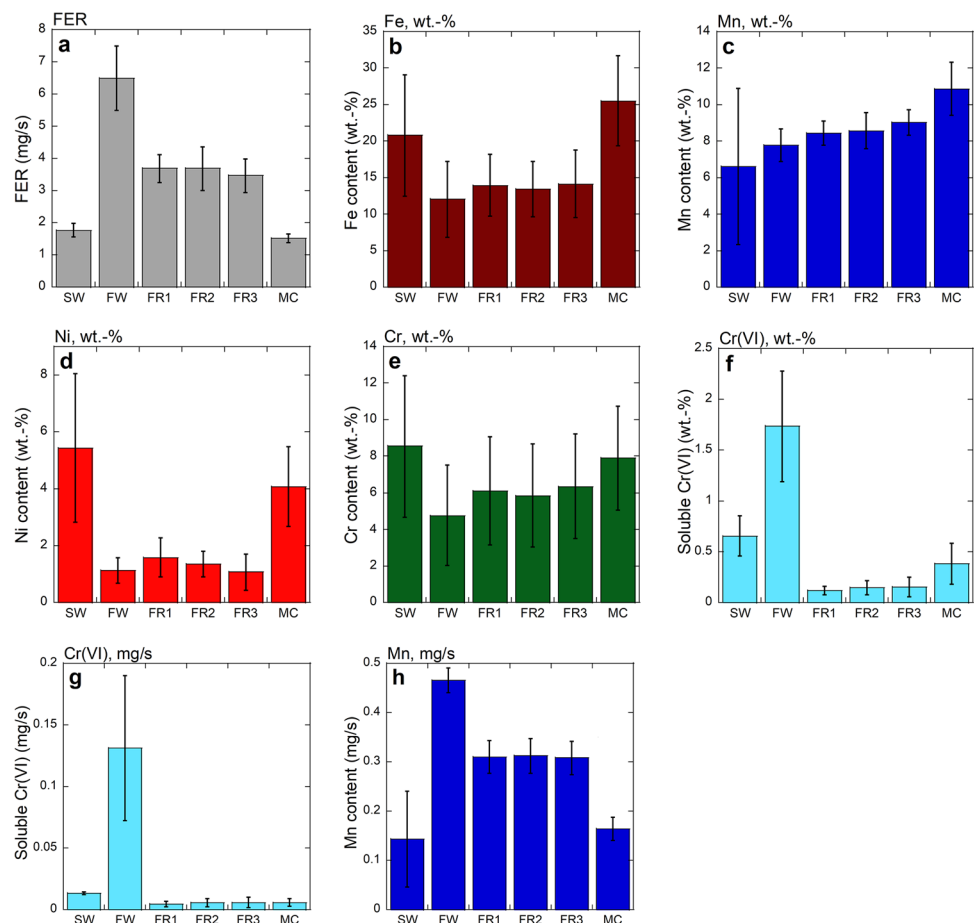 FER
a
FER (mg/s)
8
7
6
5
4
3
2
1
0
SW FW FR1 FR2 FR3 MC
Fe, wt.-%
b
Fe content (wt.-%)
35
30
25
20
15
10
5
0
SW FW FR1 FR2 FR3 MC
Mn, wt.-%
c
Mn content (wt.-%)
14
12
10
8
6
4
2
0
SW FW FR1 FR2 FR3 MC
Ni, wt.-%
d
Ni content (wt.-%)
8
6
4
2
0
SW FW FR1 FR2 FR3 MC
Cr, wt.-%
e
Cr content (wt.-%)
14
12
10
8
6
4
2
0
SW FW FR1 FR2 FR3 MC
Cr(VI), wt.-%
f
Soluble Cr(VI) (wt.-%)
2.5
2
1.5
1
0.5
0
SW FW FR1 FR2 FR3 MC
Cr(VI), mg/s
g
Soluble Cr(VI) (mg/s)
0.2
0.15
0.1
0.05
0
SW FW FR1 FR2 FR3 MC
Mn, mg/s
h
Mn content (mg/s)
0.5
0.4
0.3
0.2
0.1
0
SW FW FR1 FR2 FR3 MC